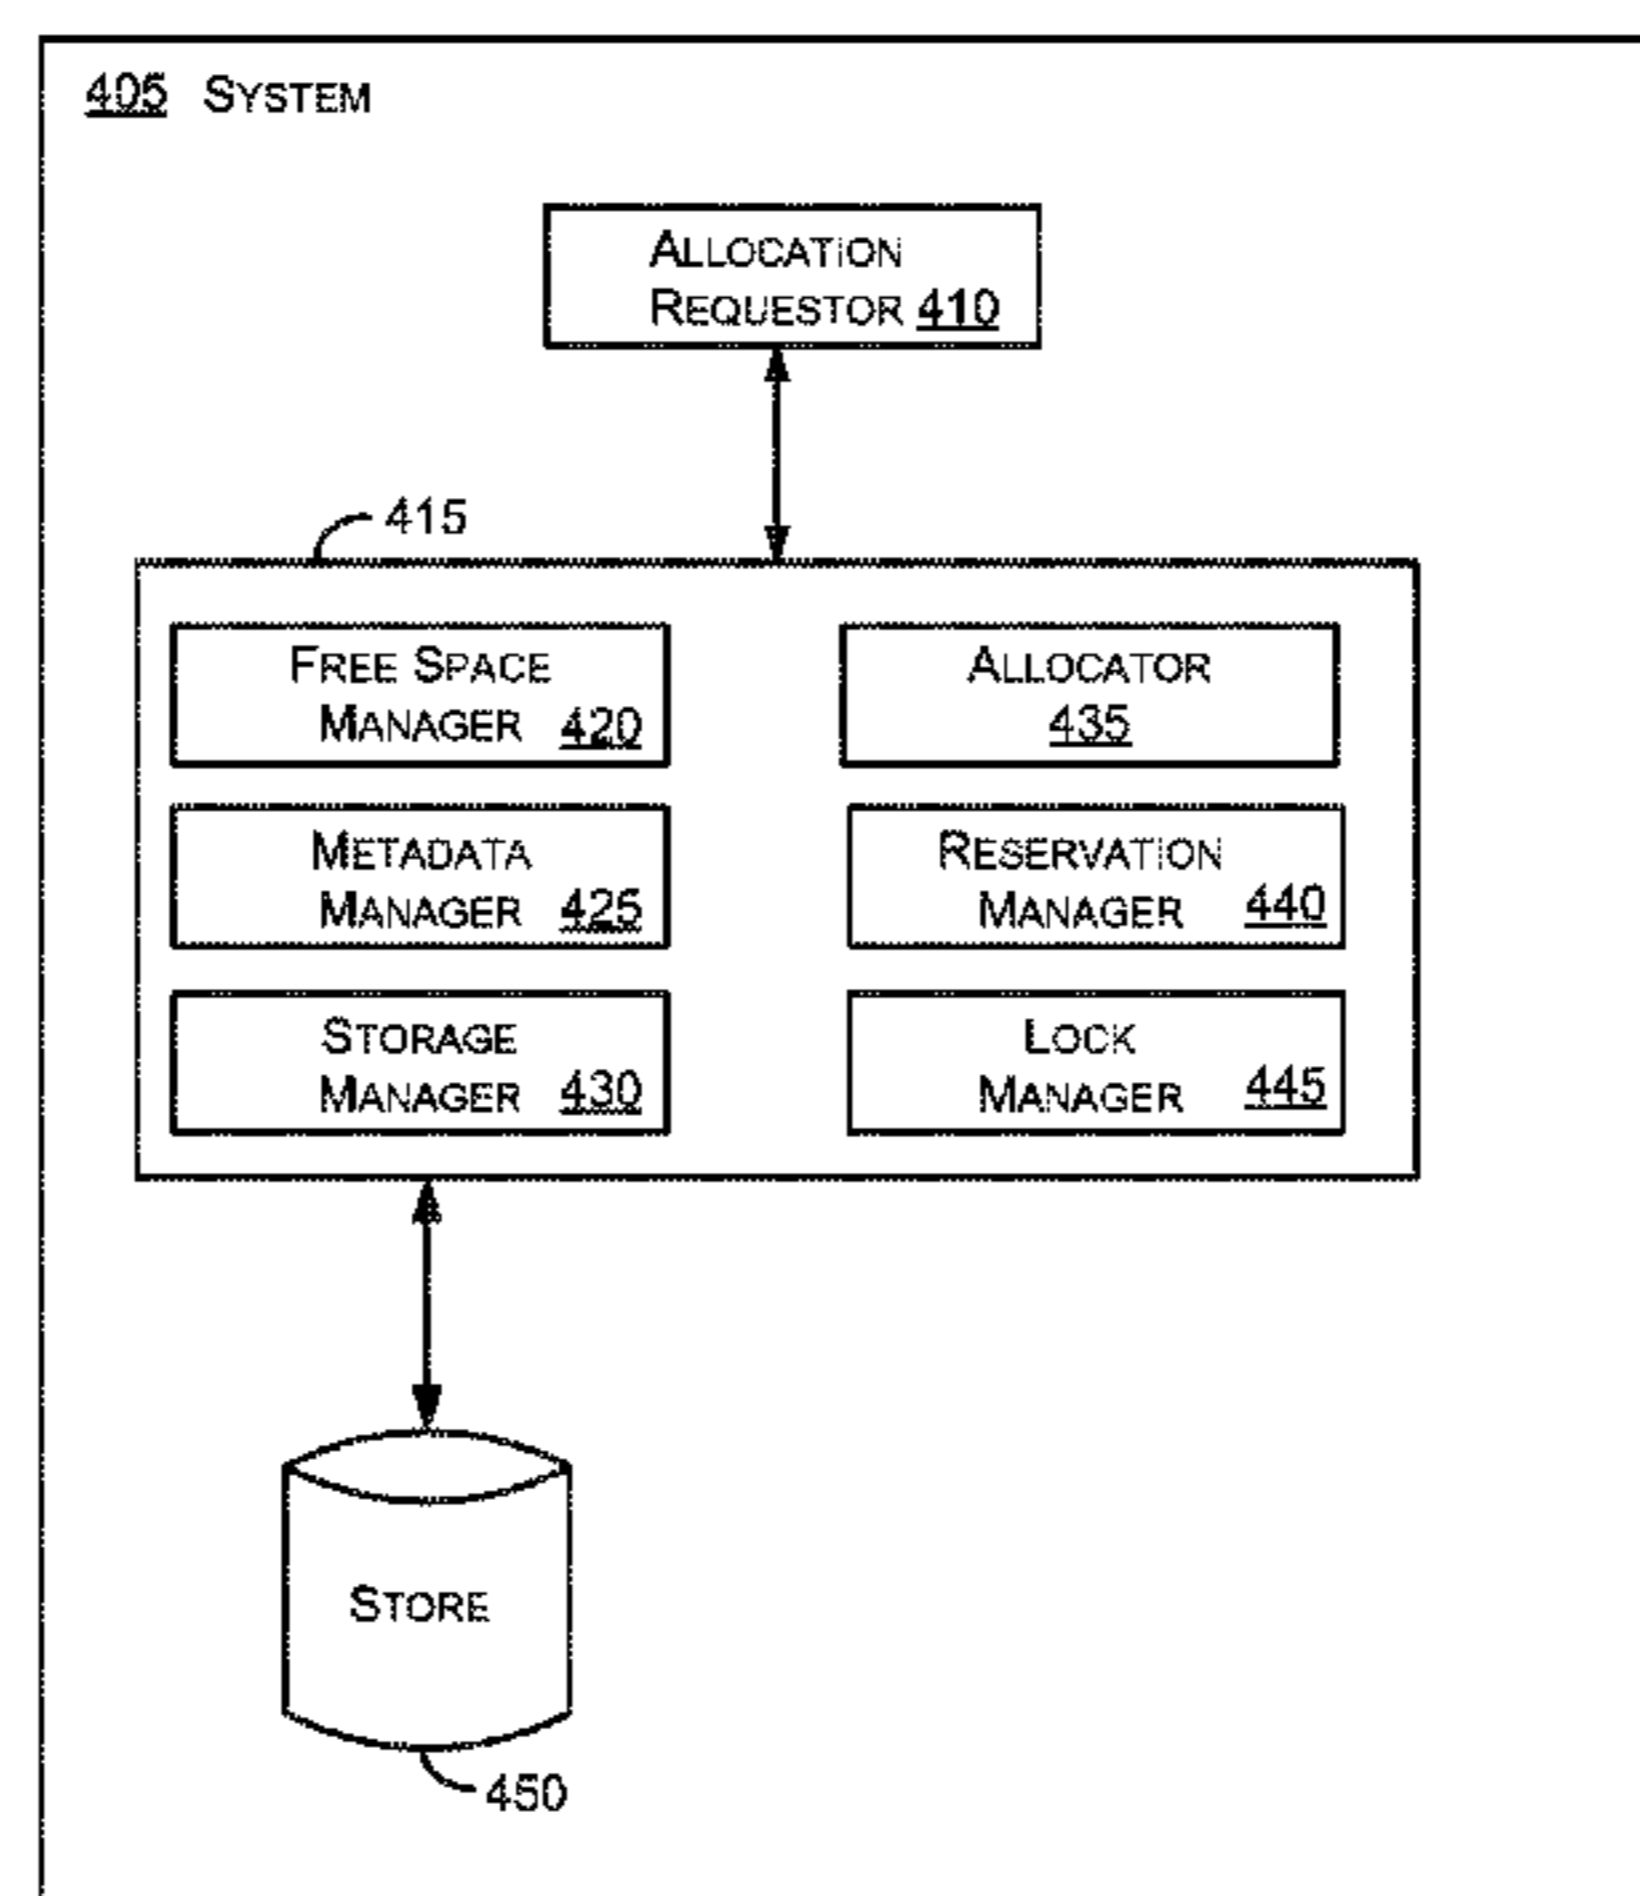 405 SYSTEM
ALLOCATION
REQUESTOR 410
415
FREE SPACE
MANAGER 420
ALLOCATOR
435
METADATA
MANAGER 425
RESERVATION
MANAGER 440
STORAGE
MANAGER 430
LOCK
MANAGER 445
STORE
450